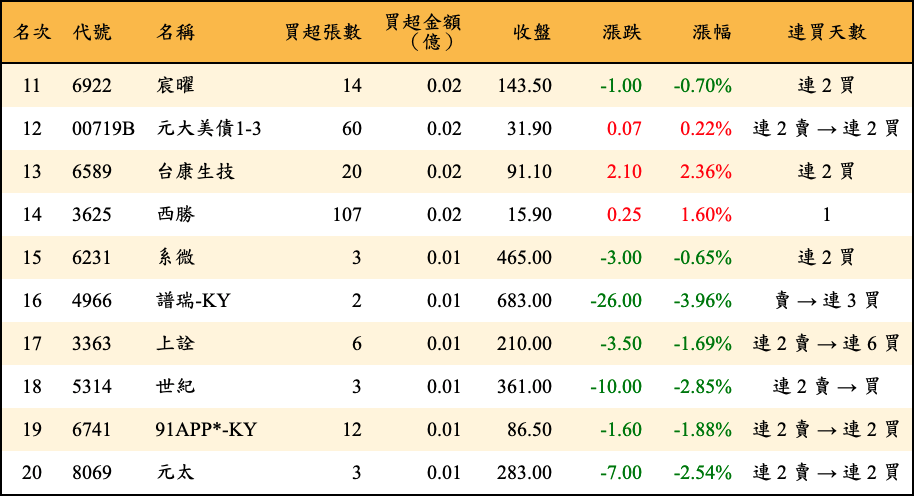 名次 代號 名稱 買超張數 買超金額（億） 收盤 漲跌 漲幅 連買天數
11 6922 宸曜 14 0.02 143.50 -1.00 -0.70% 連 2 買
12 00719B 元大美債1-3 60 0.02 31.90 0.07 0.22% 連 2 賣 → 連 2 買
13 6589 台康生技 20 0.02 91.10 2.10 2.36% 連 2 買
14 3625 西勝 107 0.02 15.90 0.25 1.60% 1
15 6231 系微 3 0.01 465.00 -3.00 -0.65% 連 2 買
16 4966 譜瑞-KY 2 0.01 683.00 -26.00 -3.96% 賣 → 連 3 買
17 3363 上詮 6 0.01 210.00 -3.50 -1.69% 連 2 賣 → 連 6 買
18 5314 世紀 3 0.01 361.00 -10.00 -2.85% 連 2 賣 → 買
19 6741 91APP*-KY 12 0.01 86.50 -1.60 -1.88% 連 2 賣 → 連 2 買
20 8069 元太 3 0.01 283.00 -7.00 -2.54% 連 2 賣 → 連 2 買